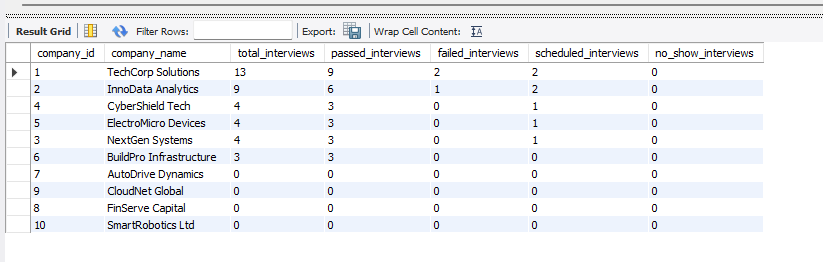 Result Grid Filter Rows: Export: Wrap Cell Content: IA
company_id company_name total_interviews passed_interviews failed_interviews scheduled_interviews no_show_interviews
1 TechCorp Solutions 13 9 2 2 0
2 InnoData Analytics 9 6 1 2 0
4 CyberShield Tech 4 3 0 1 0
5 ElectroMicro Devices 4 3 0 1 0
3 NextGen Systems 4 3 0 1 0
6 BuildPro Infrastructure 3 3 0 0 0
7 AutoDrive Dynamics 0 0 0 0 0
9 CloudNet Global 0 0 0 0 0
8 FinServe Capital 0 0 0 0 0
10 SmartRobotics Ltd 0 0 0 0 0